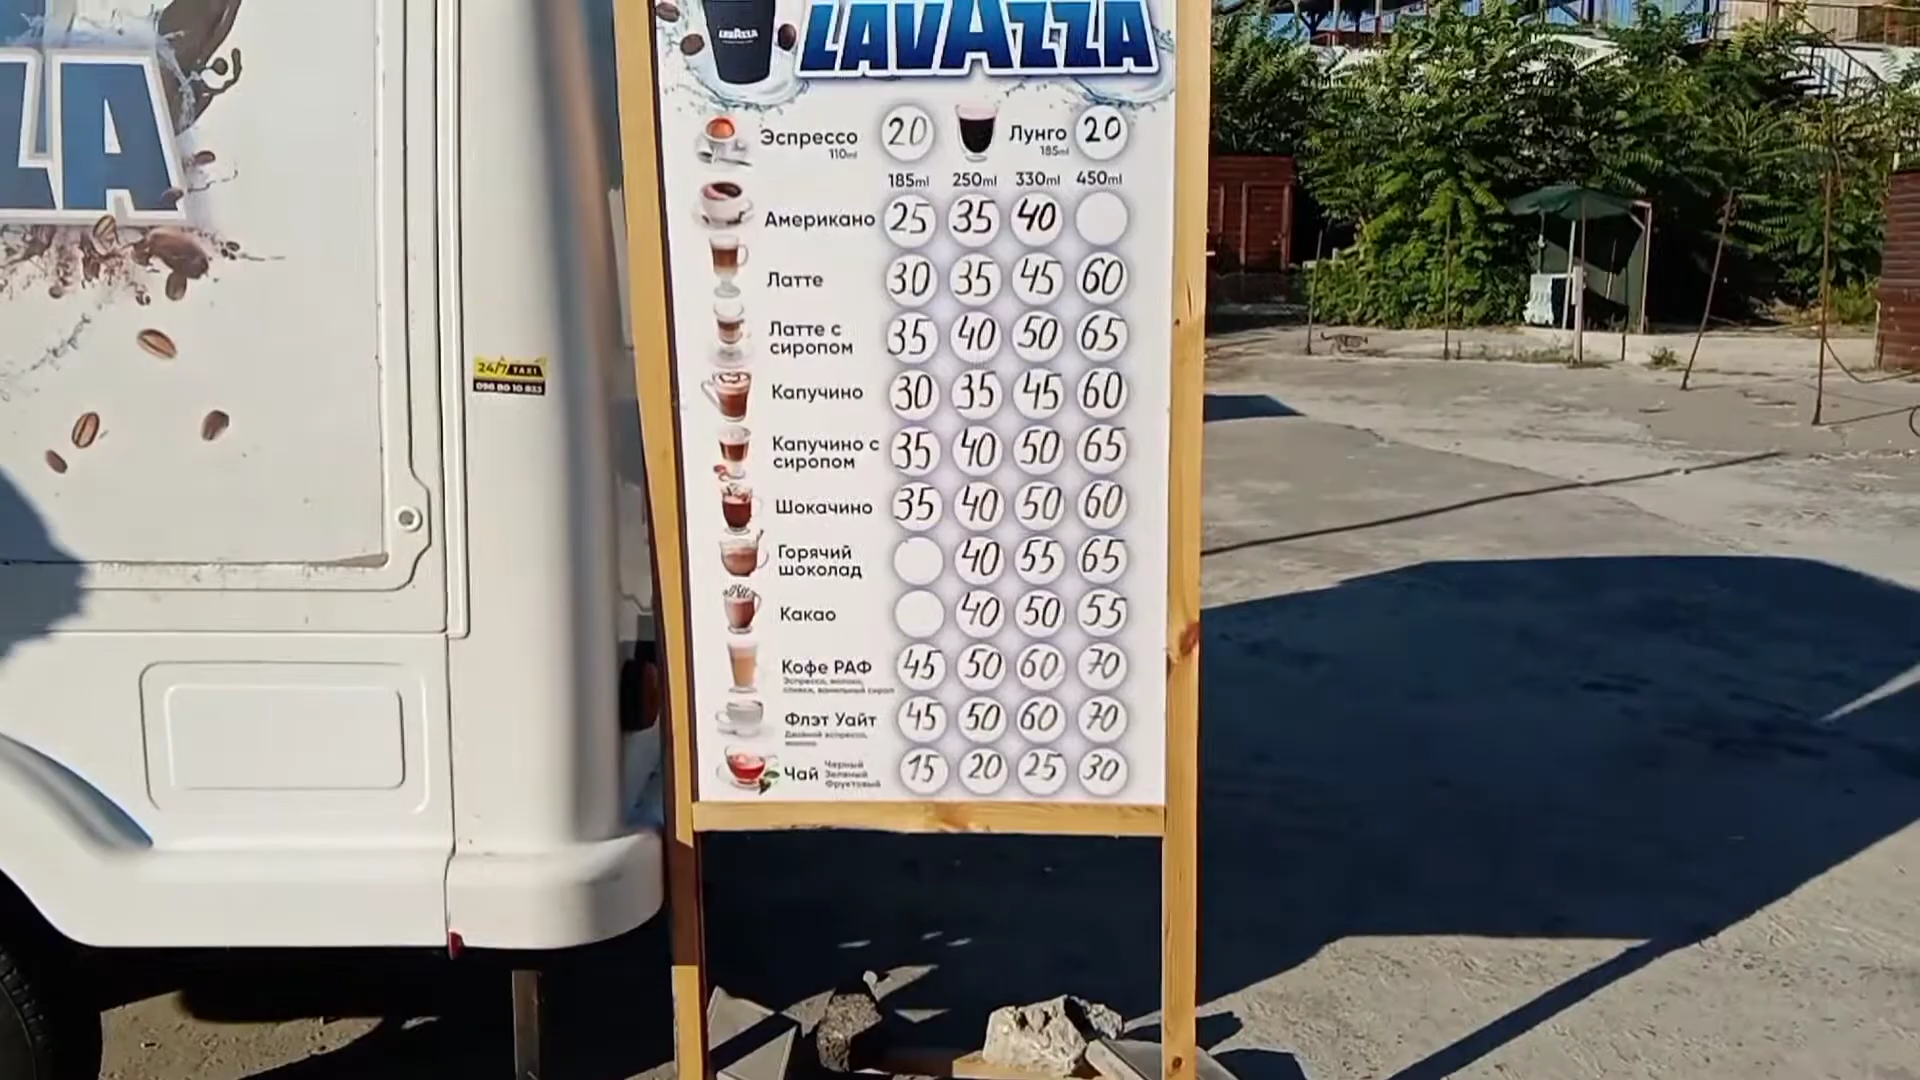 ZA
24/7 TAXI
LAVAZZA
LAVAZZA
Эспрессо 20 Лунго 20
110ml 185ml
185ml 250ml 330ml 450ml
Американо 25 35 40
Латте 30 35 45 60
Латте с
сиропом 35 40 50 65
Капучино 30 35 45 60
Капучино с
сиропом 35 40 50 65
Шокачино 35 40 50 60
Горячий
шоколад 40 55 65
Какао 40 50 55
Кофе РАФ 45 50 60 70
Эспрессо, молоко,
сливки, ванильный сироп
Флэт Уайт 45 50 60 70
Двойной эспрессо,
молоко
Чай Черный Зеленый Фруктовый 15 20 25 30